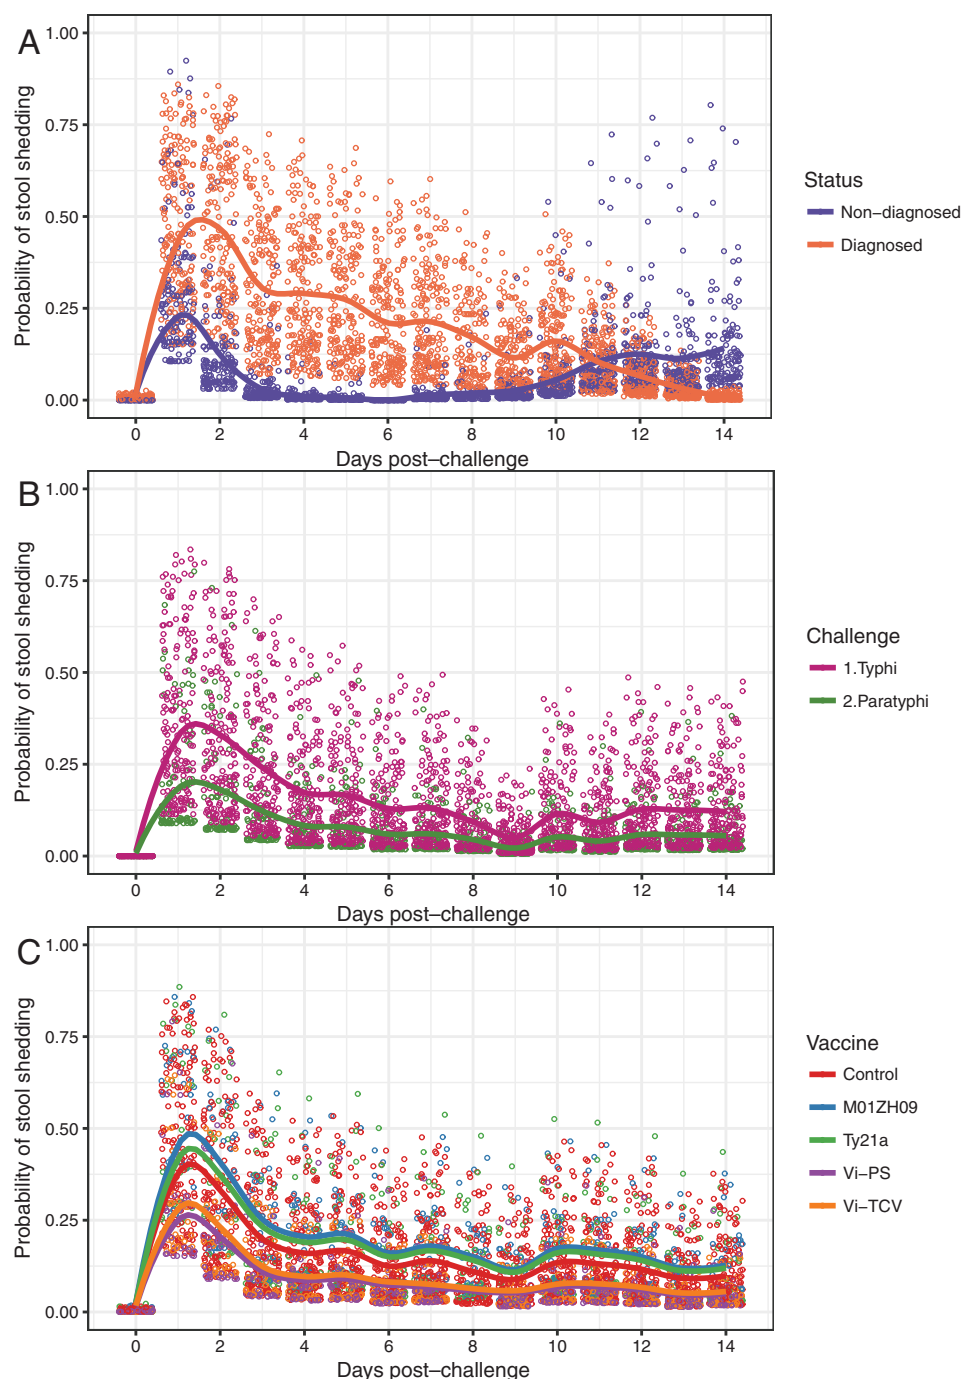 A
1.00
0.75
0.50
0.25
0.00
Probability of stool shedding
0 2 4 6 8 10 12 14
Days post–challenge
Status
Non–diagnosed
Diagnosed
B
1.00
0.75
0.50
0.25
0.00
Probability of stool shedding
0 2 4 6 8 10 12 14
Days post–challenge
Challenge
1.Typhi
2.Paratyphi
C
1.00
0.75
0.50
0.25
0.00
Probability of stool shedding
0 2 4 6 8 10 12 14
Days post–challenge
Vaccine
Control
M01ZH09
Ty21a
Vi–PS
Vi–TCV